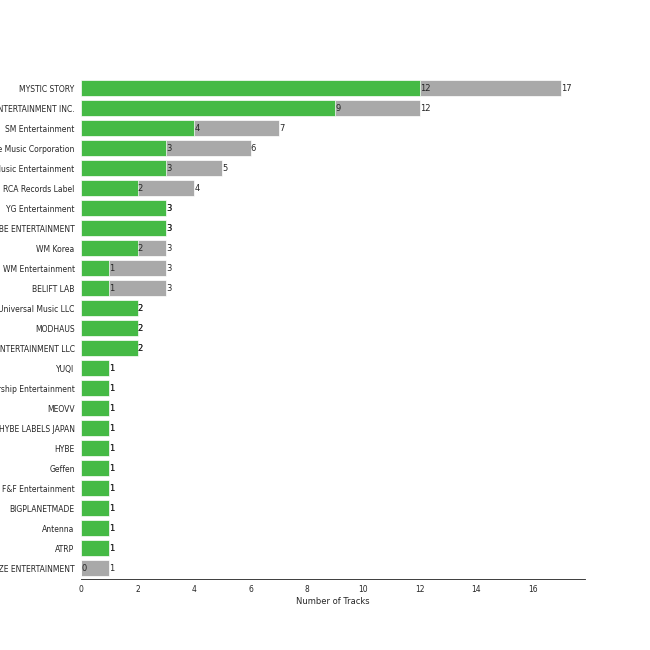 MYSTIC STORY 12 17
NTERTAINMENT INC. 9 12
SM Entertainment 4 7
e Music Corporation 3 6
usic Entertainment 3 5
RCA Records Label 2 4
YG Entertainment 3
BE ENTERTAINMENT 3
WM Korea 2 3
WM Entertainment 1 3
BELIFT LAB 1 3
Universal Music LLC 2
MODHAUS 2
NTERTAINMENT LLC 2
YUQI 1
rship Entertainment 1
MEOVV 1
HYBE LABELS JAPAN 1
HYBE 1
Geffen 1
F&F Entertainment 1
BIGPLANETMADE 1
Antenna 1
ATRP 1
ZE ENTERTAINMENT 0 1
0 2 4 6 8 10 12 14 16
Number of Tracks